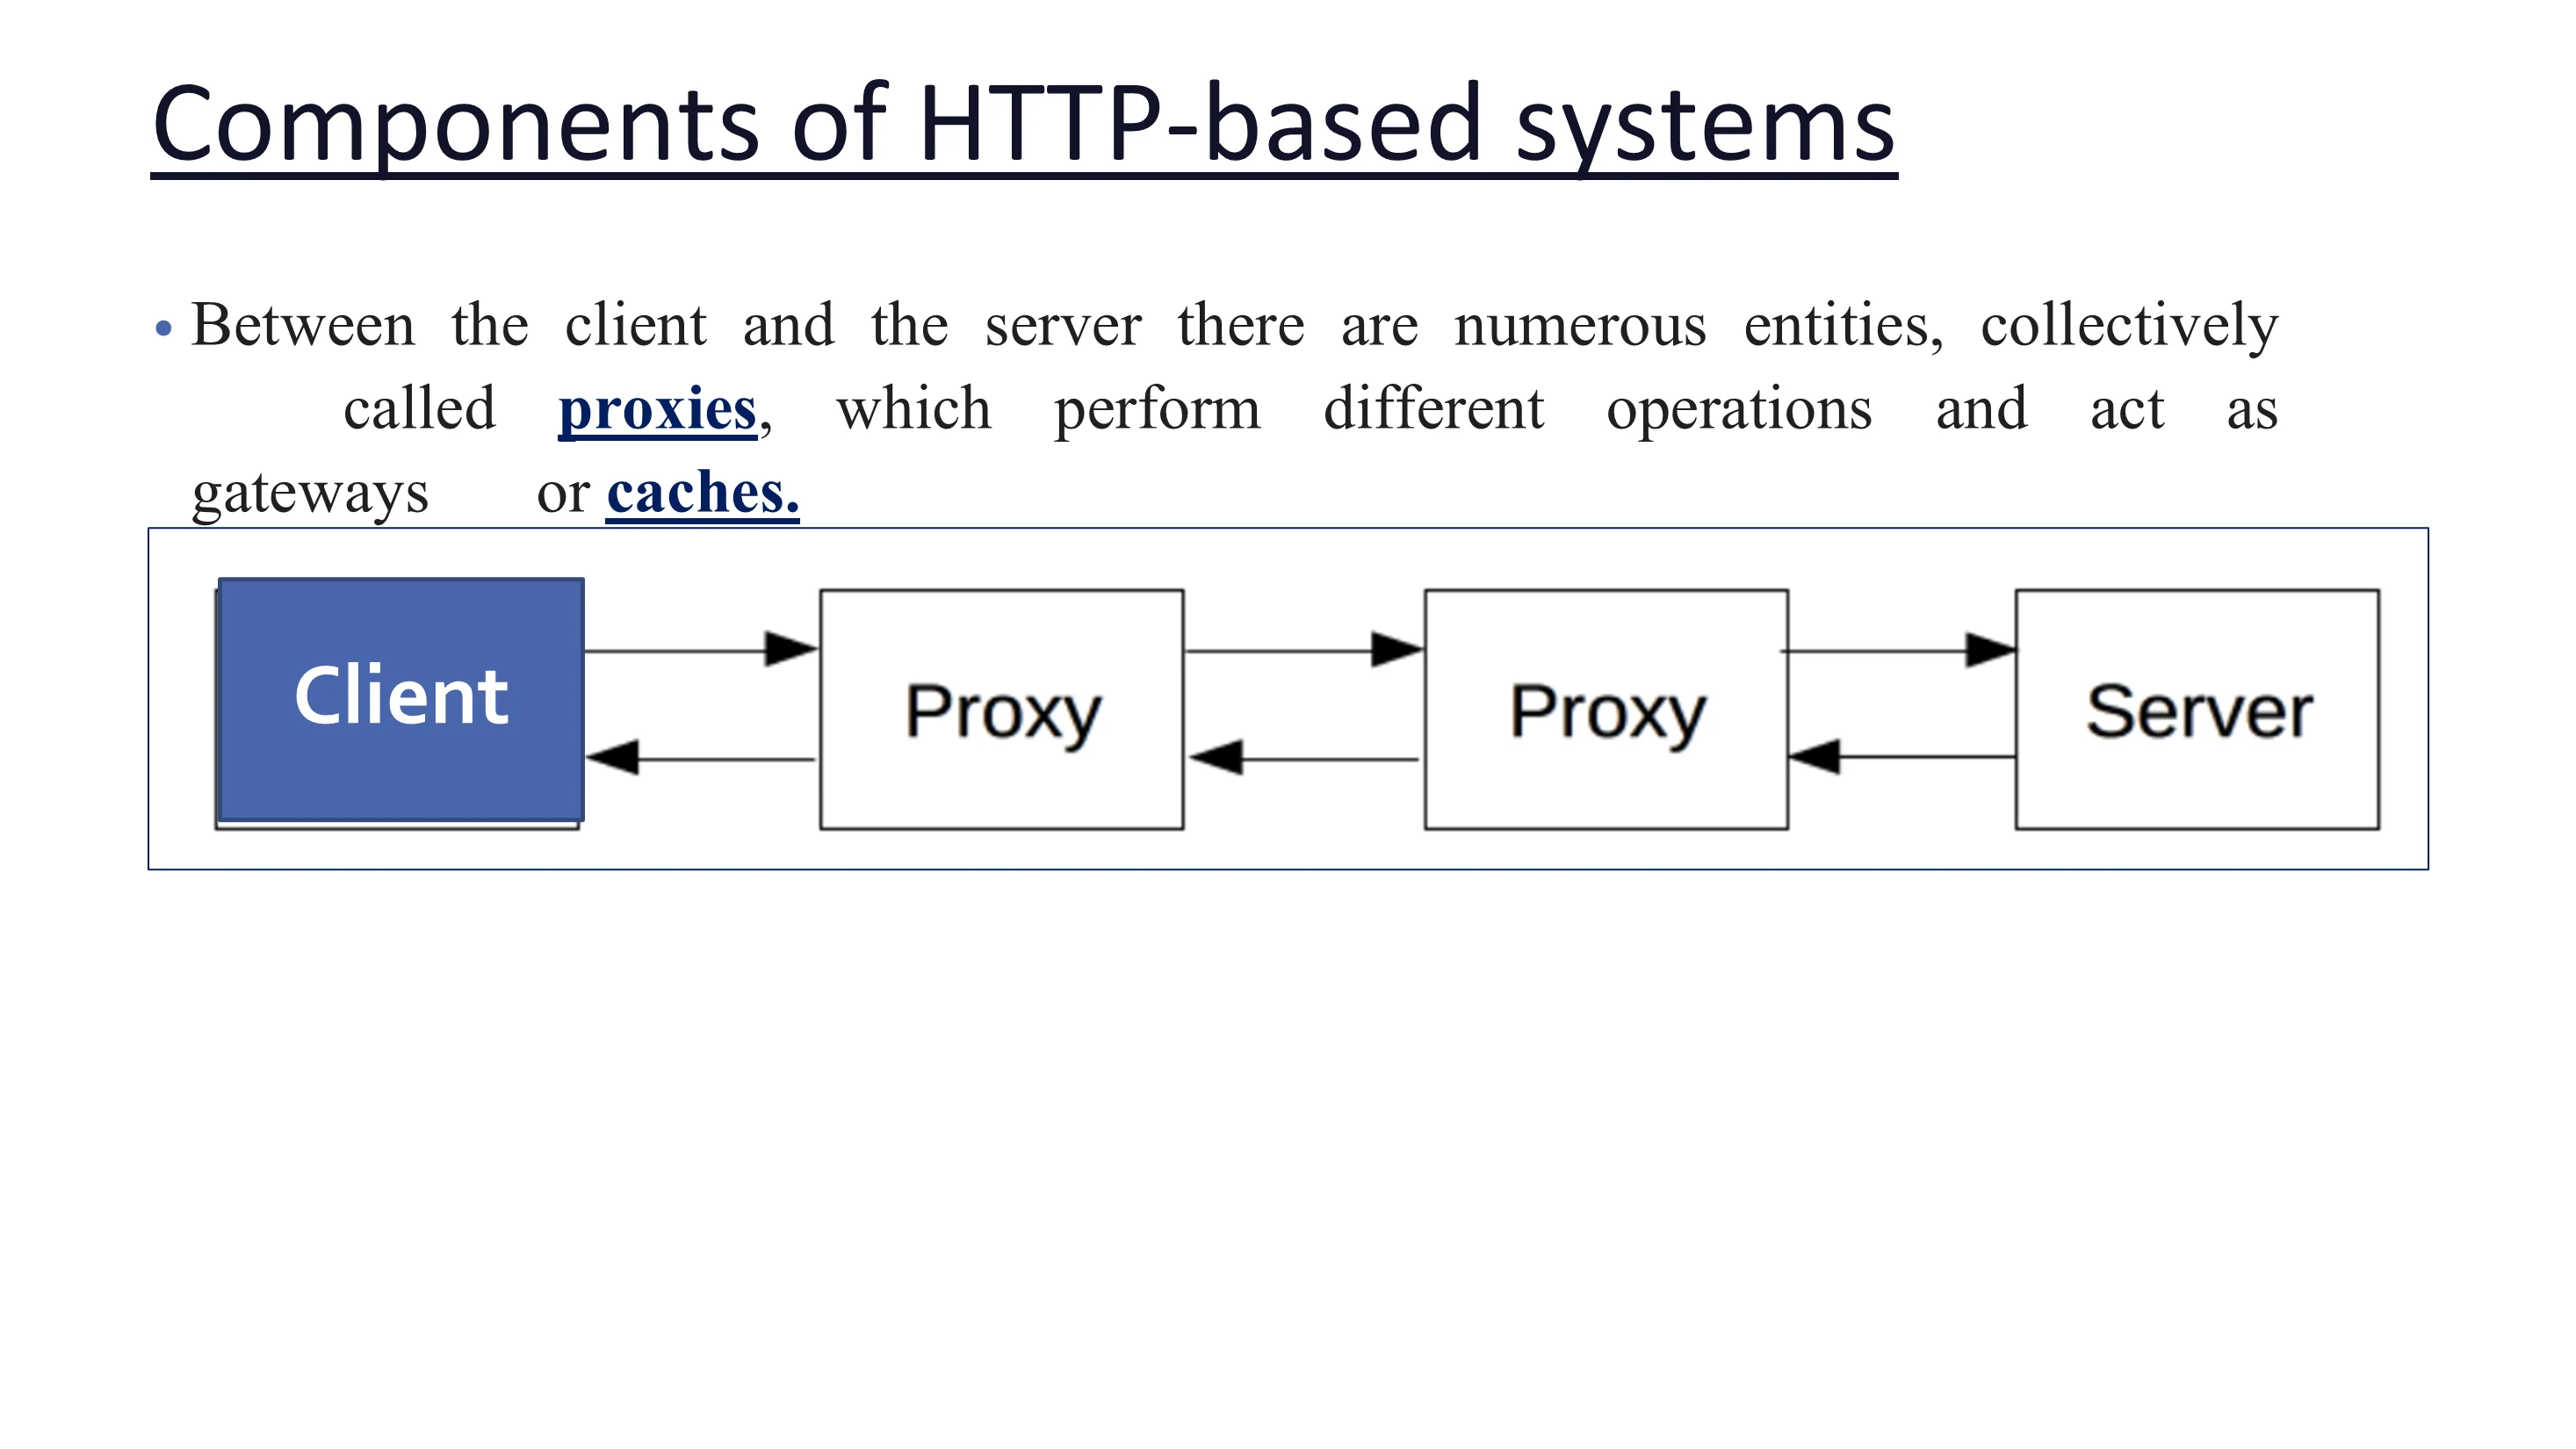 Components of HTTP-based systems
• Between the client and the server there are numerous entities, collectively
called proxies, which perform different operations and act as
gateways or caches.
Client
Proxy
Proxy
Server